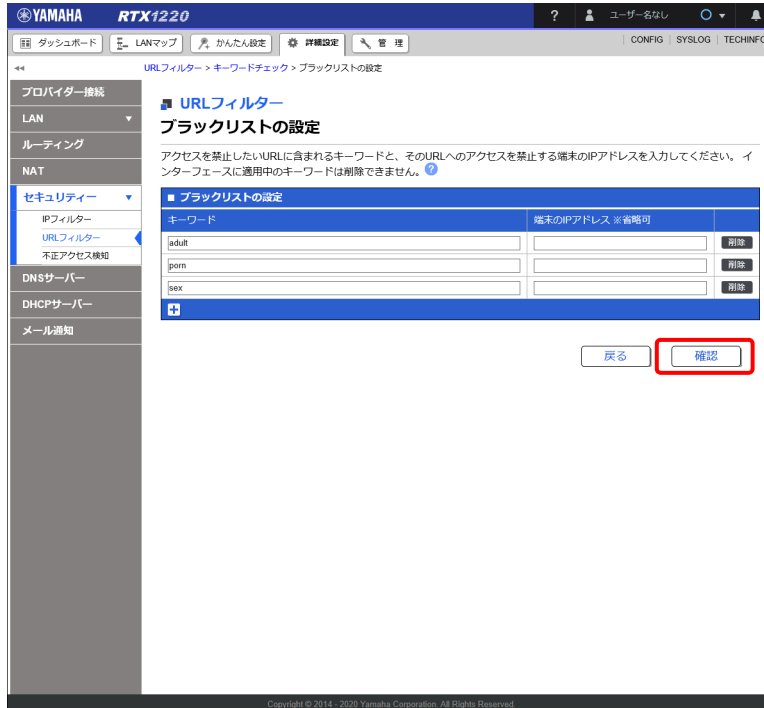 YAMAHA RTX1220 ? ユーザー名なし
ダッシュボード LANマップ かんたん設定 詳細設定 管 理 CONFIG SYSLOG TECHINFO
URLフィルター > キーワードチェック > ブラックリストの設定
プロバイダー接続
LAN
ルーティング
NAT
セキュリティー
IPフィルター
URLフィルター
不正アクセス検知
DNSサーバー
DHCPサーバー
メール通知
URLフィルター
ブラックリストの設定
アクセスを禁止したいURLに含まれるキーワードと、そのURLへのアクセスを禁止する端末のIPアドレスを入力してください。 イ
ンターフェースに適用中のキーワードは削除できません。 ?
■ ブラックリストの設定
キーワード 端末のIPアドレス ※省略可
adult 削除
porn 削除
sex 削除
+
戻る 確認
Copyright © 2014 - 2020 Yamaha Corporation. All Rights Reserved